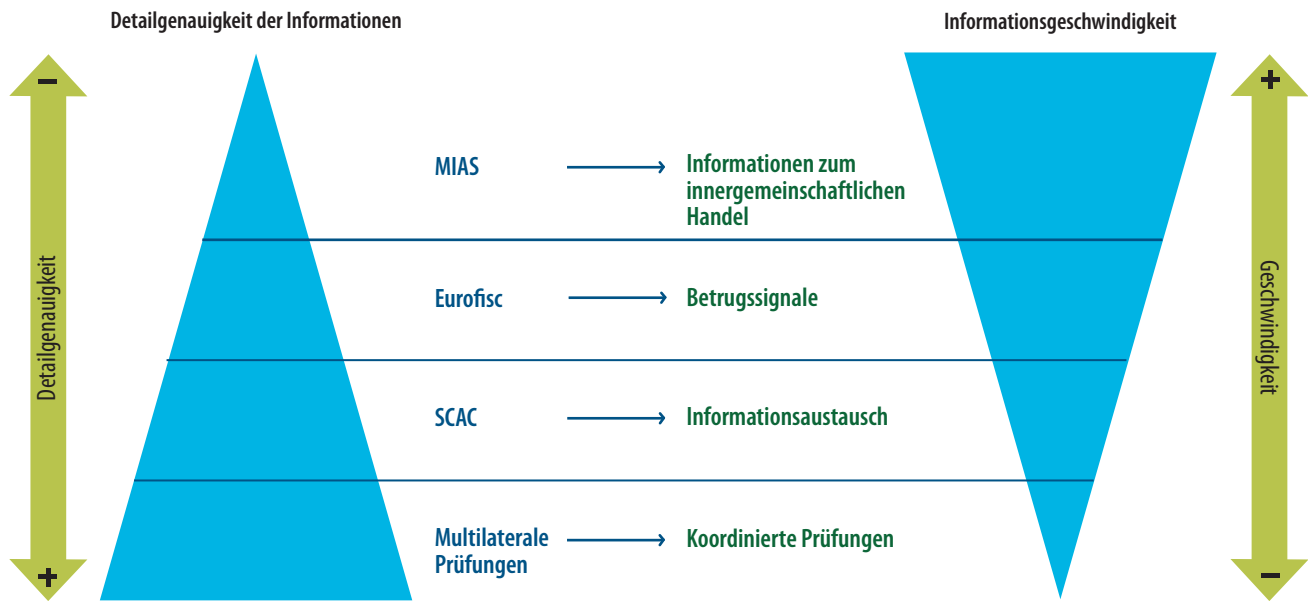 Detailgenauigkeit der Informationen
Informationsgeschwindigkeit
−
+
Detailgenauigkeit
MIAS
Informationen zum
innergemeinschaftlichen
Handel
Eurofisc
Betrugssignale
SCAC
Informationsaustausch
Multilaterale
Prüfungen
Koordinierte Prüfungen
Geschwindigkeit
+
−